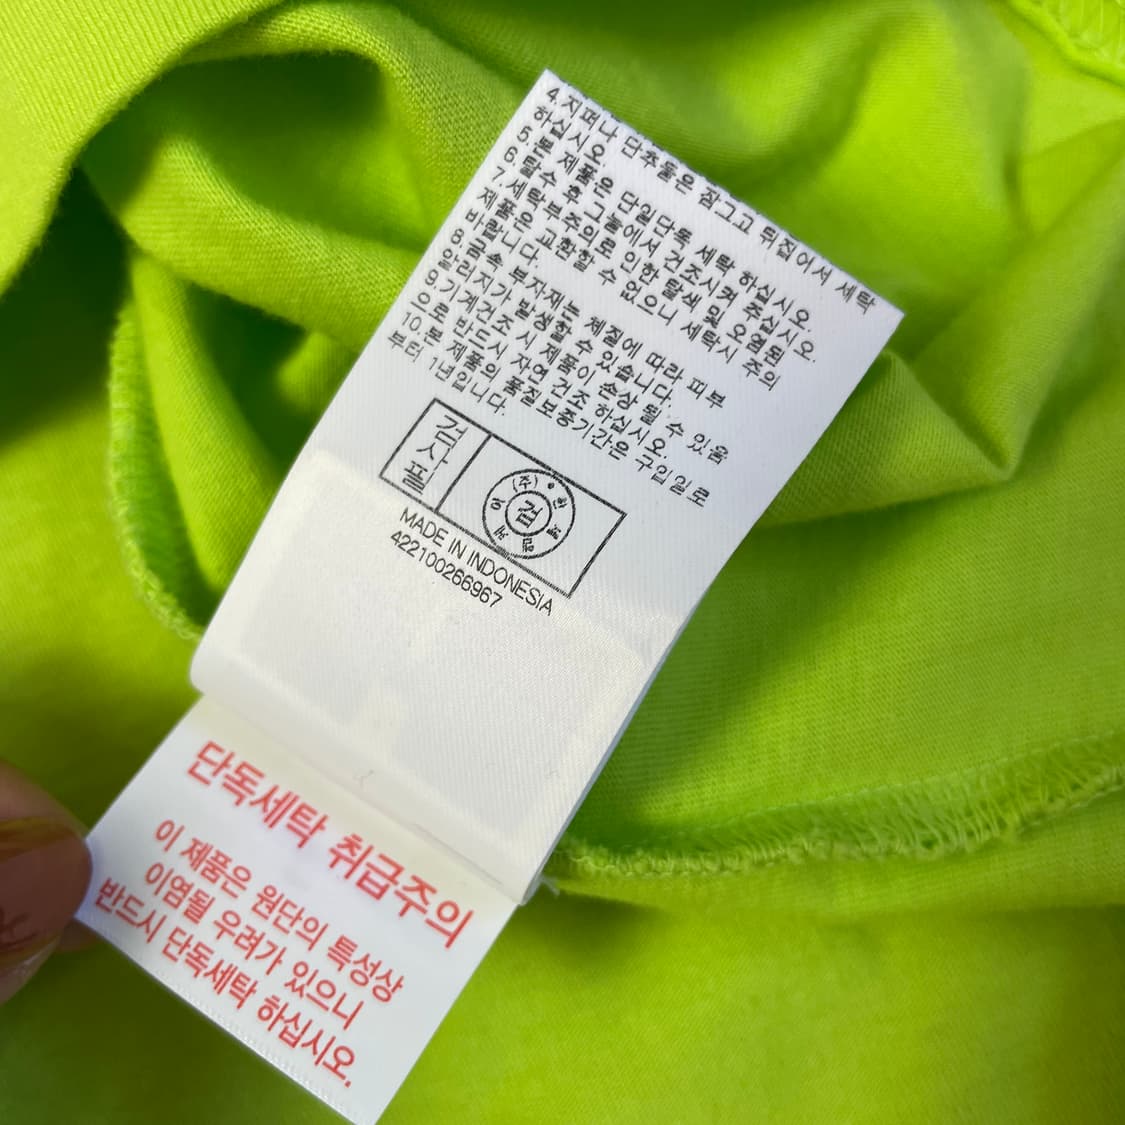 4.지퍼나 단추들은 잠그고 뒤집어서 세탁
하십시오.
5.본 제품은 단일단독 세탁 하십시오.
6.탈수 후 그늘에서 건조시켜 주십시오.
7.세탁부주의로 인한 탈색 및 오염된
제품은 교환할 수 없으니 세탁시 주의
바랍니다.
8.금속 부자재는 체질에 따라 피부
알러지가 발생할수 있습니다.
9.기계건조 시 제품이 손상 될 수 있음
으로 반드시 자연 건조 하십시오.
10.본 제품의 품질보증기간은 구입일로
부터 1년입니다.
검사필
(주)
검
MADE IN INDONESIA
422100266967
단독세탁 취급주의
이 제품은 원단의 특성상
이염될 우려가 있으니
반드시 단독세탁 하십시오.